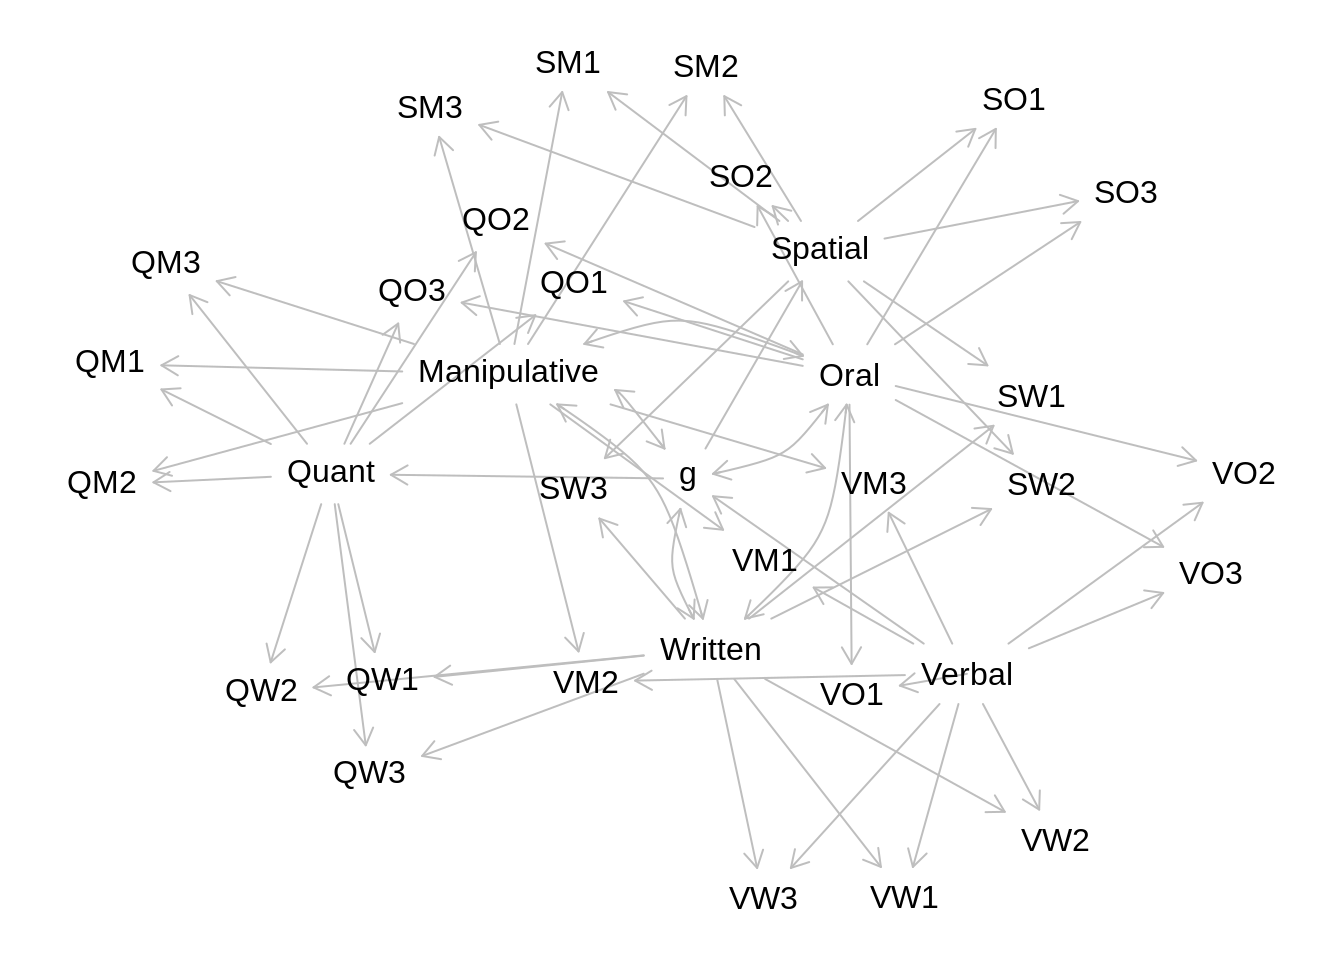 SM1
SM2
SM3
SO1
SO2
SO3
QO2
Spatial
QM3
QO1
QO3
QM1
Manipulative
Oral
SW1
Quant
g
QM2
SW3
VM3
SW2
VO2
VM1
VO3
Written
Verbal
QW1
QW2
VM2
VO1
QW3
VW2
VW3
VW1